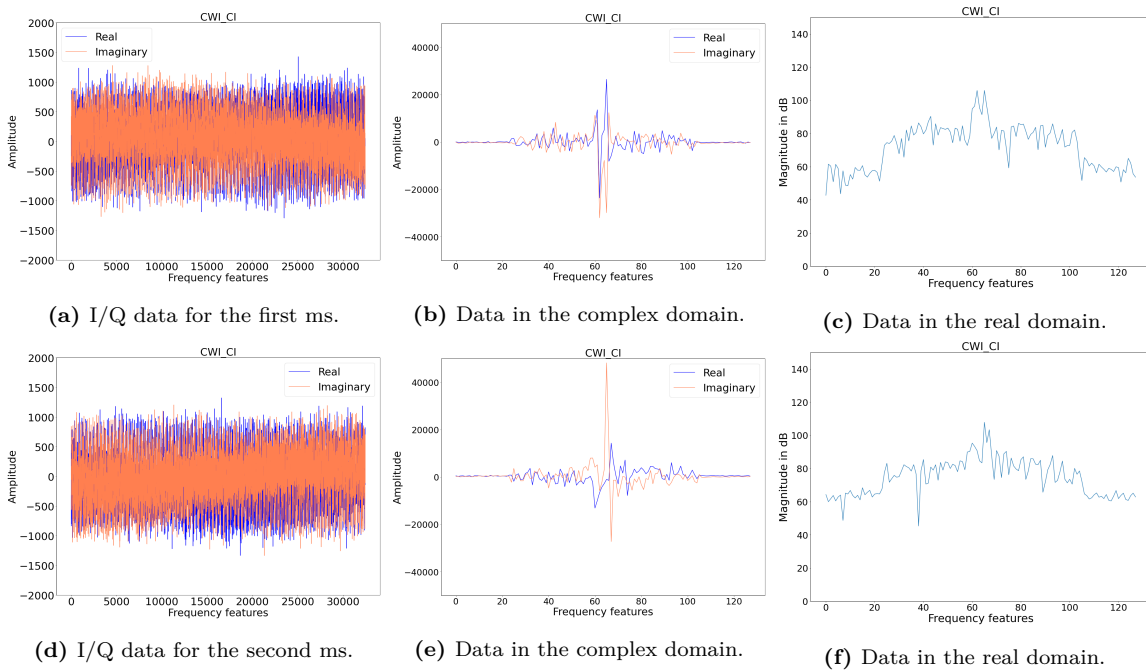 CWI_CI
2000
1500
1000
500
0
−500
−1000
−1500
−2000
Amplitude
Real
Imaginary
0 5000 10000 15000 20000 25000 30000
Frequency features
(a) I/Q data for the first ms.
CWI_CI
40000
20000
0
−20000
−40000
Amplitude
Real
Imaginary
0 20 40 60 80 100 120
Frequency features
(b) Data in the complex domain.
CWI_CI
140
120
100
80
60
40
20
0
Magnitude in dB
0 20 40 60 80 100 120
Frequency features
(c) Data in the real domain.
CWI_CI
2000
1500
1000
500
0
−500
−1000
−1500
−2000
Amplitude
Real
Imaginary
0 5000 10000 15000 20000 25000 30000
Frequency features
(d) I/Q data for the second ms.
CWI_CI
40000
20000
0
−20000
−40000
Amplitude
Real
Imaginary
0 20 40 60 80 100 120
Frequency features
(e) Data in the complex domain.
CWI_CI
140
120
100
80
60
40
20
0
Magnitude in dB
0 20 40 60 80 100 120
Frequency features
(f) Data in the real domain.